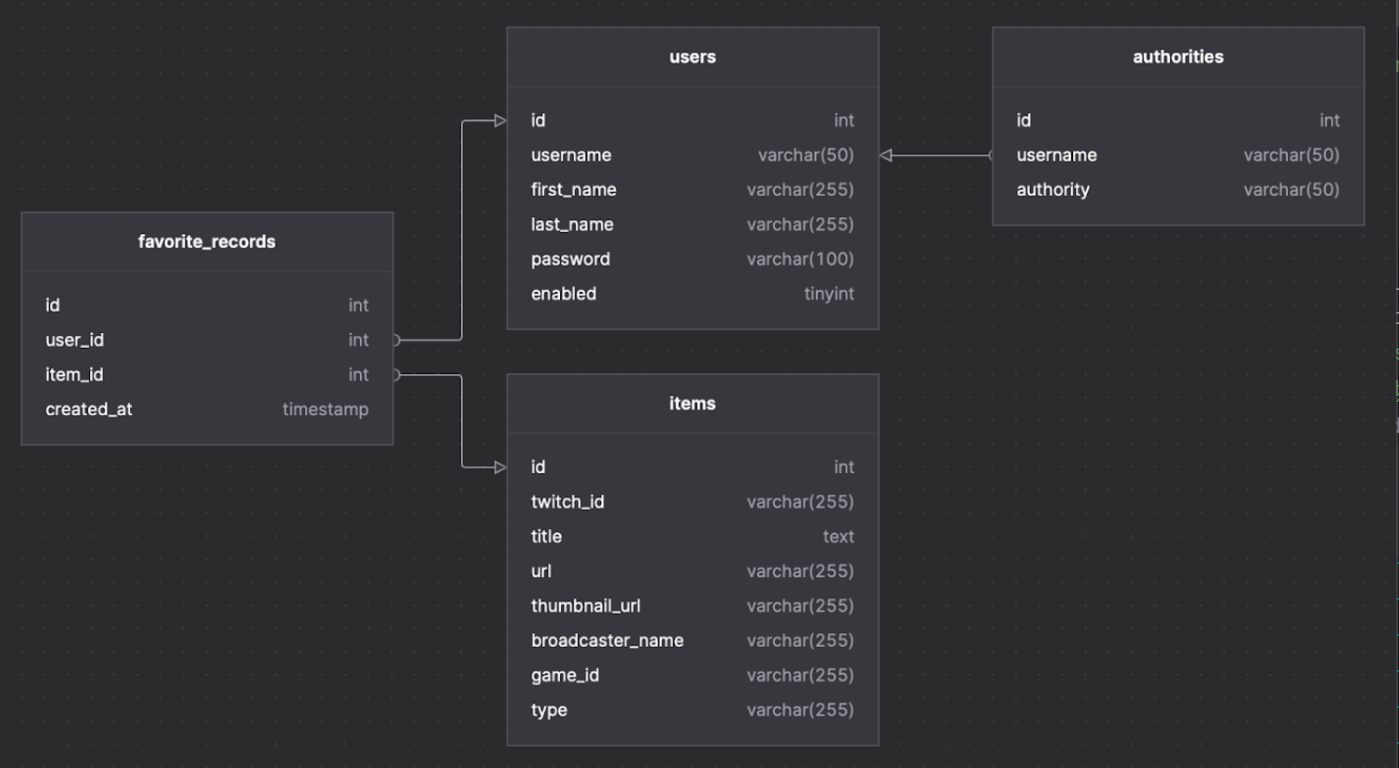 users
id int
username varchar(50)
first_name varchar(255)
last_name varchar(255)
password varchar(100)
enabled tinyint
authorities
id int
username varchar(50)
authority varchar(50)
favorite_records
id int
user_id int
item_id int
created_at timestamp
items
id int
twitch_id varchar(255)
title text
url varchar(255)
thumbnail_url varchar(255)
broadcaster_name varchar(255)
game_id varchar(255)
type varchar(255)